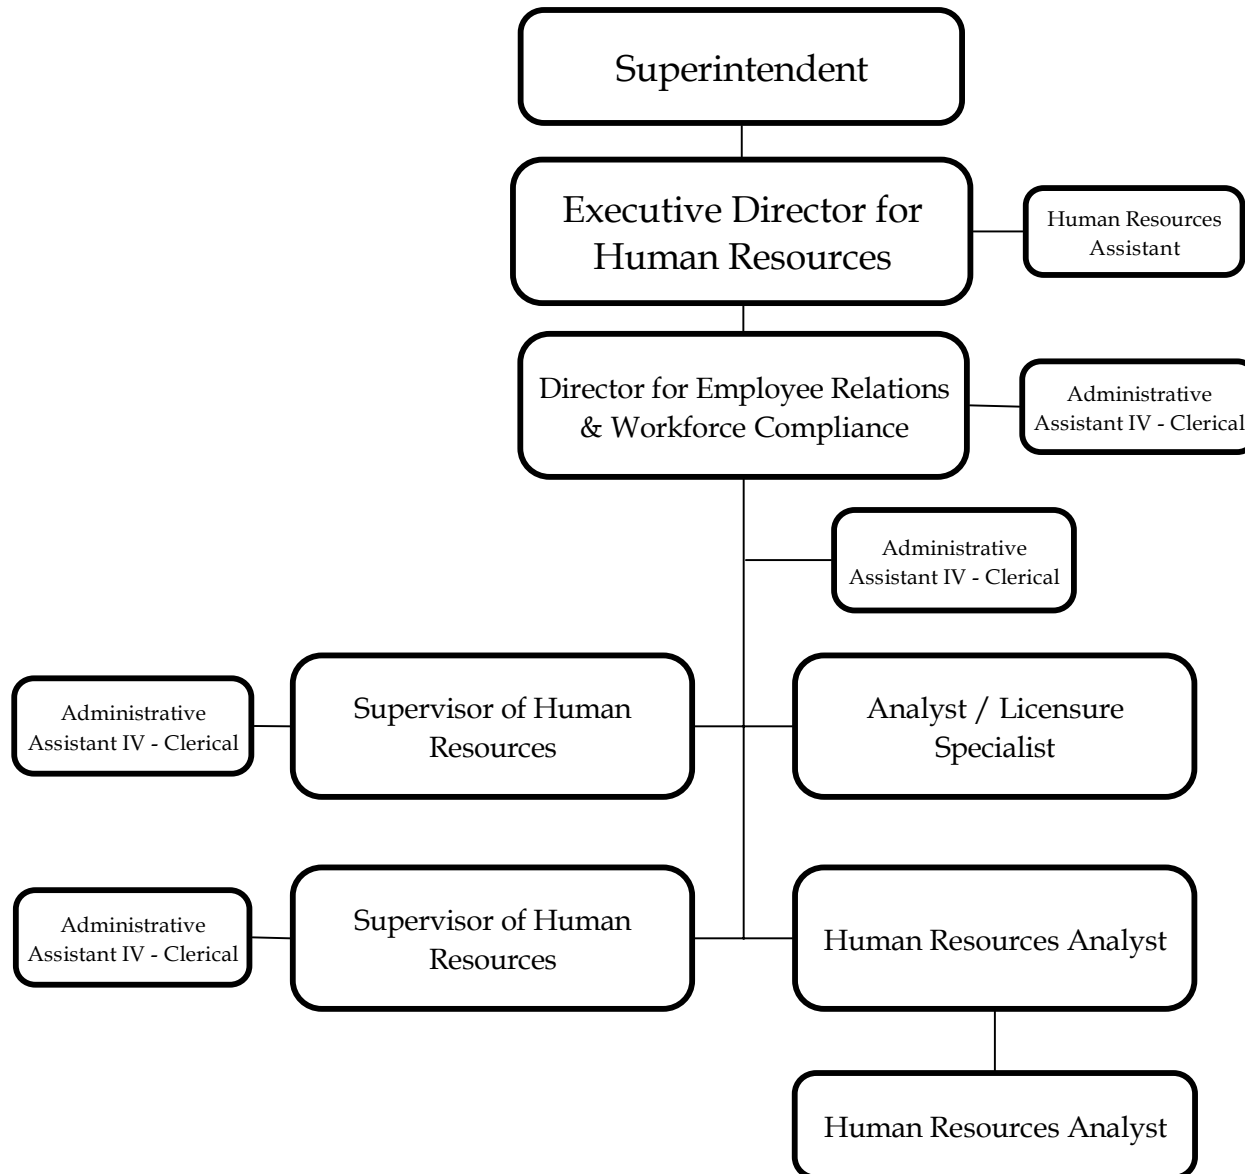 Superintendent
Executive Director for
Human Resources
Human Resources
Assistant
Director for Employee Relations
& Workforce Compliance
Administrative
Assistant IV - Clerical
Administrative
Assistant IV - Clerical
Administrative
Assistant IV - Clerical
Supervisor of Human
Resources
Analyst / Licensure
Specialist
Administrative
Assistant IV - Clerical
Supervisor of Human
Resources
Human Resources Analyst
Human Resources Analyst